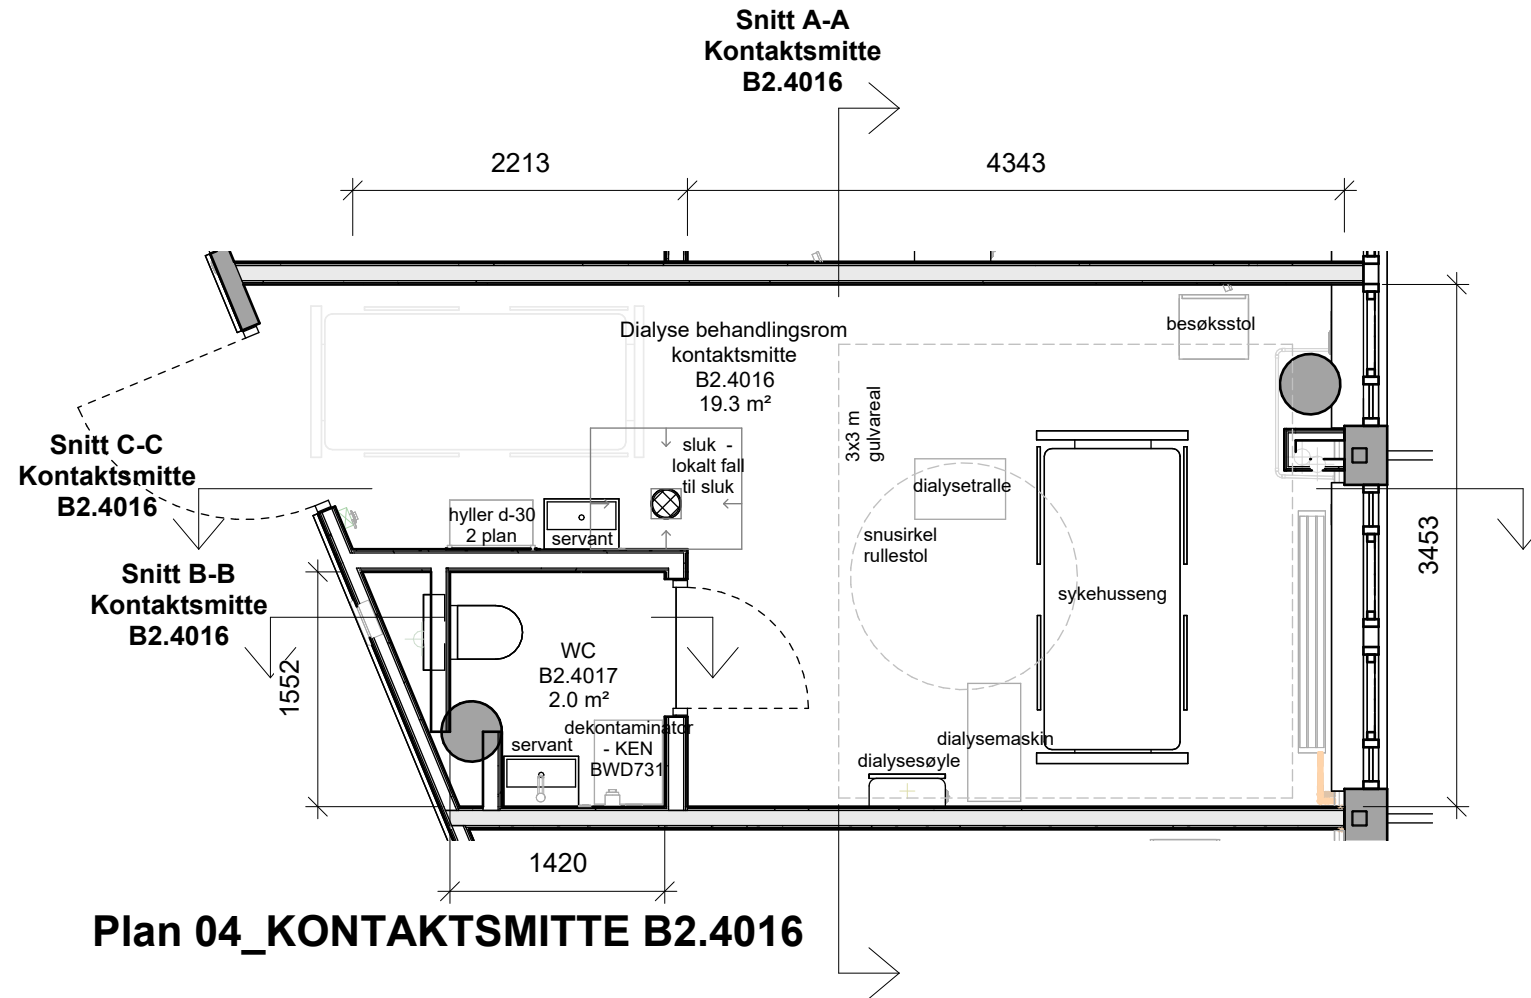 Snitt A-A
Kontaktsmitte
B2.4016
2213
4343
Dialyse behandlingsrom
kontaktsmitte
B2.4016
19.3 m²
besøksstol
3x3 m
gulvareal
Snitt C-C
Kontaktsmitte
B2.4016
sluk -
lokalt fall
til sluk
hyller d-30
2 plan
servant
dialysetralle
snusirkel
rullestol
sykehusseng
3453
Snitt B-B
Kontaktsmitte
B2.4016
1552
WC
B2.4017
2.0 m²
dekontaminator
- KEN
BWD731
servant
dialysemaskin
dialysesøyle
1420
Plan 04_KONTAKTSMITTE B2.4016